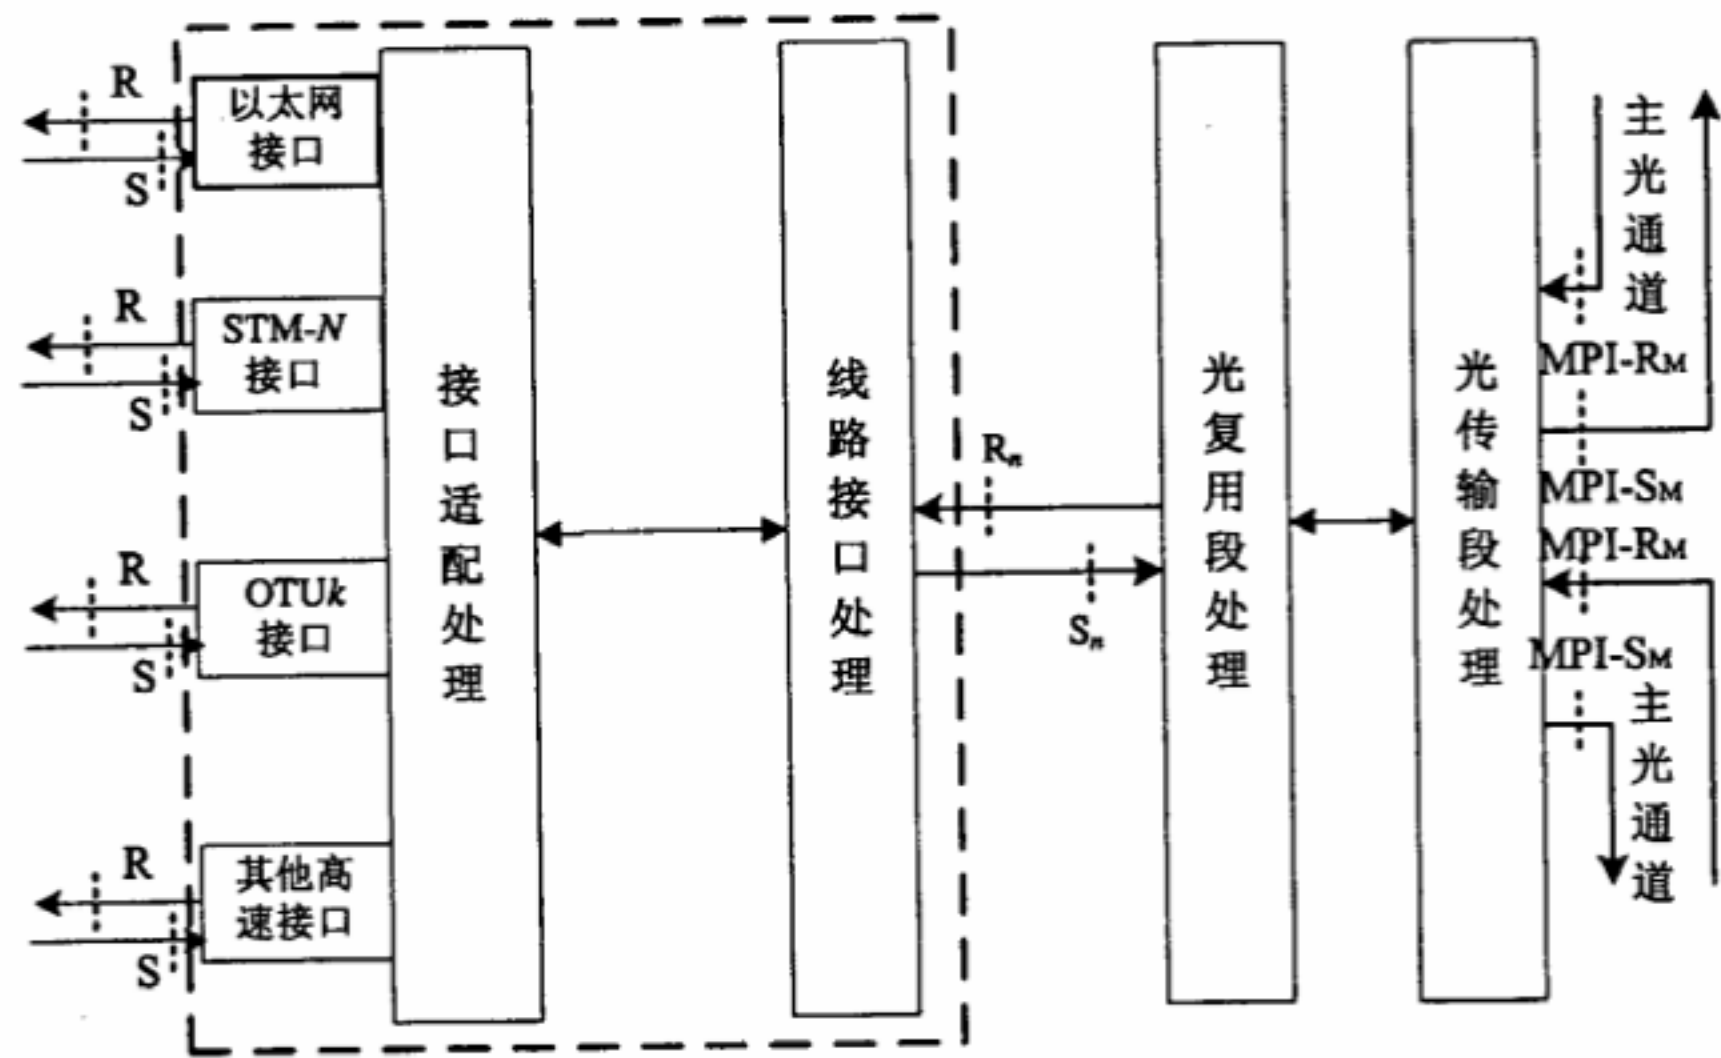 R
以太网
接口
S
R
STM-N
接口
S
R
OTUk
接口
S
R
其他高
速接口
S
接口适配处理
线路接口处理
Rn
Sn
光复用段处理
光传输段处理
主光通道
MPI-RM
MPI-SM
MPI-RM
MPI-SM
主光通道